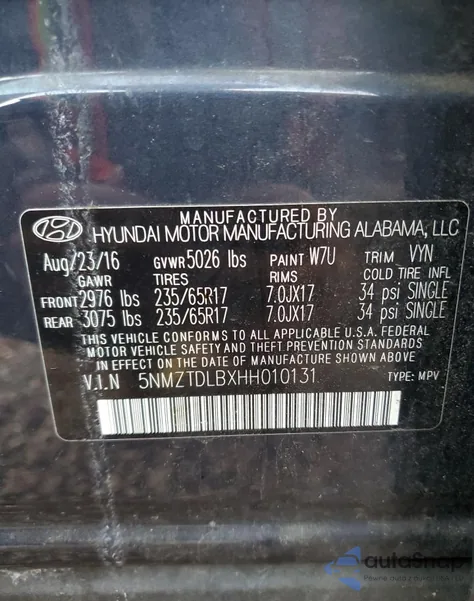 MANUFACTURED BY
HYUNDAI MOTOR MANUFACTURING ALABAMA, LLC
Aug/23/16 GVWR 5026 lbs PAINT W7U TRIM VYN
GAWR TIRES RIMS COLD TIRE INFL
FRONT 2976 lbs 235/65R17 7.0JX17 34 psi SINGLE
REAR 3075 lbs 235/65R17 7.0JX17 34 psi SINGLE
THIS VEHICLE CONFORMS TO ALL APPLICABLE U.S.A. FEDERAL
MOTOR VEHICLE SAFETY AND THEFT PREVENTION STANDARDS
IN EFFECT ON THE DATE OF MANUFACTURE SHOWN ABOVE.
V.I.N 5NMZTDLBXHH010131 TYPE: MPV
autoSnap